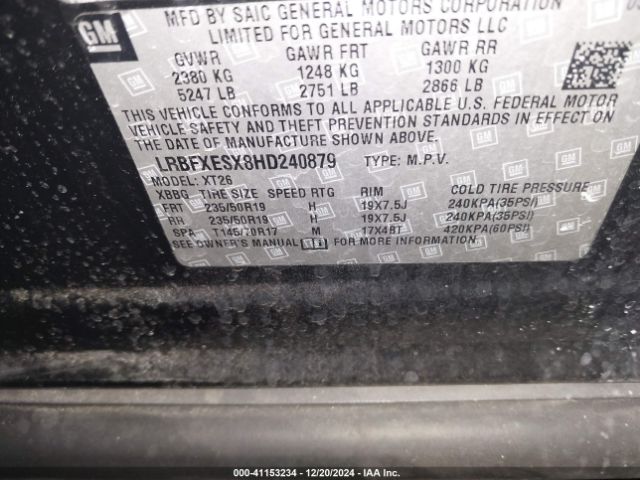 GM
MFD BY SAIC GENERAL MOTORS CORPORATION
LIMITED FOR GENERAL MOTORS LLC
GVWR GAWR FRT GAWR RR
2380 KG 1248 KG 1300 KG
5247 LB 2751 LB 2866 LB
THIS VEHICLE CONFORMS TO ALL APPLICABLE U.S. FEDERAL MOTOR
VEHICLE SAFETY AND THEFT PREVENTION STANDARDS IN EFFECT ON
THE DATE OF MANUFACTURE SHOWN ABOVE.
LRBFXESX8HD240879 TYPE: M.P.V.
MODEL: XT26
XBBG TIRE SIZE SPEED RTG RIM COLD TIRE PRESSURE
FRT 235/50R19 H 19X7.5J 240KPA(35PSI)
RR 235/50R19 H 19X7.5J 240KPA(35PSI)
SPA T145/70R17 M 17X4BT 420KPA(60PSI)
SEE OWNER'S MANUAL FOR MORE INFORMATION.
000-41153234 - 12/20/2024 - IAA Inc.